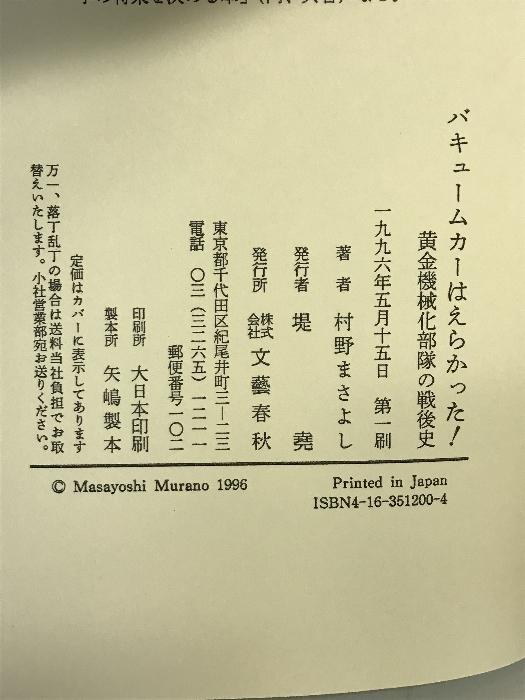 バキュームカーはえらかった！
黄金機械化部隊の戦後史
一九九六年五月十五日　第一刷
著者　村野まさよし
発行者　堤　堯
発行所　株式会社　文藝春秋
東京都千代田区紀尾井町三―二三
電話　〇三（三二六五）一二一一
郵便番号一〇二
印刷所　大日本印刷
製本所　矢嶋製本
定価はカバーに表示してあります
万一、落丁乱丁の場合は送料当社負担でお取
替えいたします。小社営業部宛お送りください。
© Masayoshi Murano 1996
Printed in Japan
ISBN4-16-351200-4